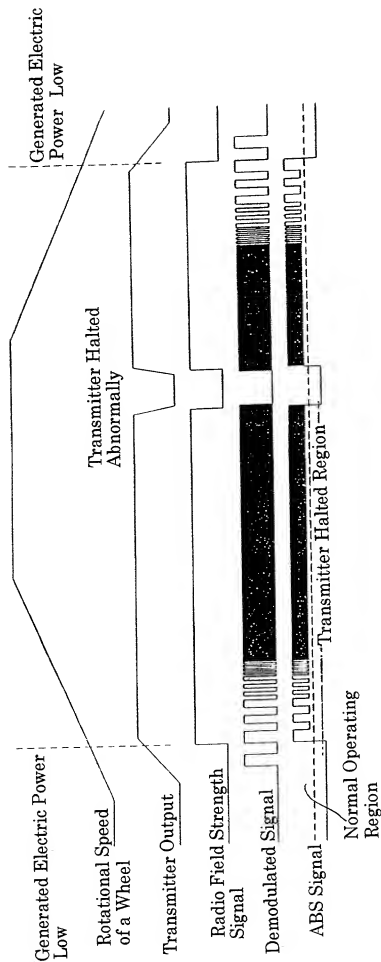 Generated Electric Power
Low
Generated Electric
Power Low
Rotational Speed
of a Wheel
Transmitter Output
Transmitter Halted
Abnormally
Radio Field Strength
Signal
Demodulated Signal
ABS Signal
Transmitter Halted Region
Normal Operating
Region